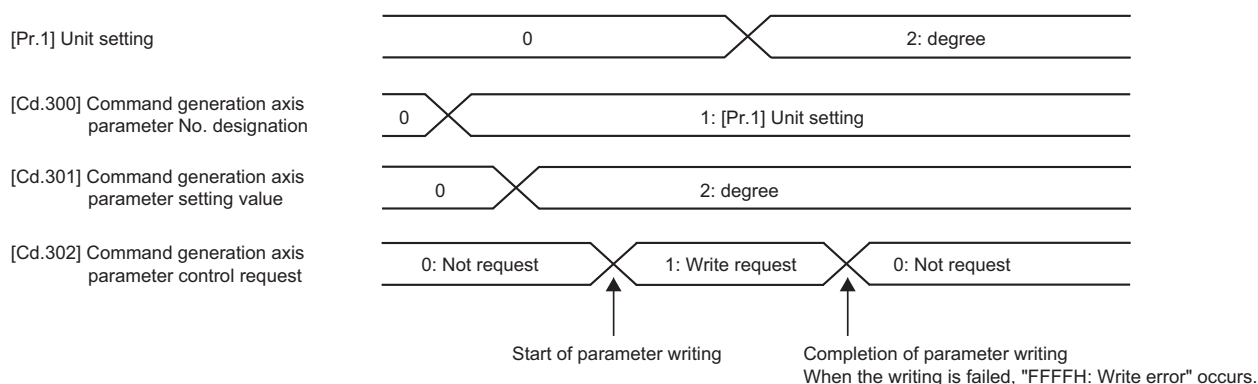 [Pr.1] Unit setting
0
2: degree
[Cd.300] Command generation axis
parameter No. designation
0
1: [Pr.1] Unit setting
[Cd.301] Command generation axis
parameter setting value
0
2: degree
[Cd.302] Command generation axis
parameter control request
0: Not request
1: Write request
0: Not request
Start of parameter writing
Completion of parameter writing
When the writing is failed, "FFFFH: Write error" occurs.